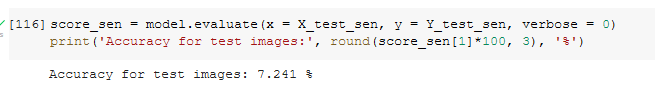 [116] score_sen = model.evaluate(x = X_test_sen, y = Y_test_sen, verbose = 0)
print('Accuracy for test images:', round(score_sen[1]*100, 3), '%')
Accuracy for test images: 7.241 %